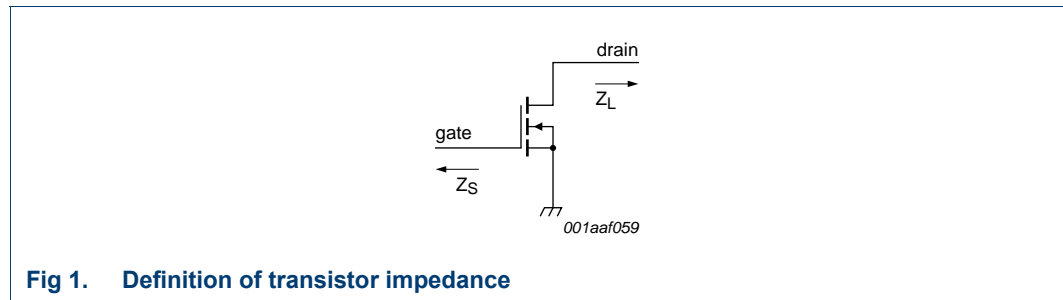 drain
Z_L
gate
Z_S
001aaf059
Fig 1. Definition of transistor impedance